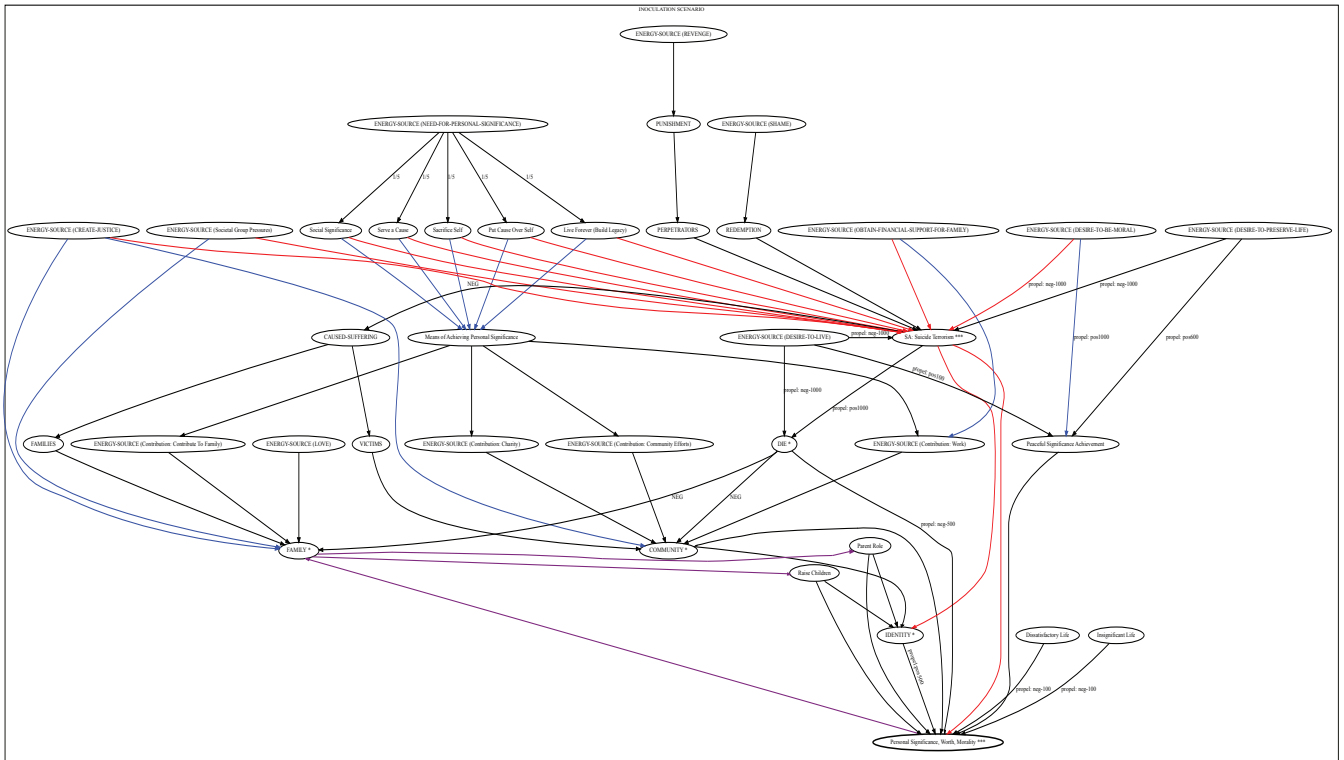 INOCULATION SCENARIO
ENERGY-SOURCE (REVENGE)
ENERGY-SOURCE (NEED-FOR-PERSONAL-SIGNIFICANCE)
PUNISHMENT
ENERGY-SOURCE (SHAME)
1/5
1/5
1/5
1/5
1/5
ENERGY-SOURCE (CREATE-JUSTICE)
ENERGY-SOURCE (Societal Group Pressures)
Social Significance
Serve a Cause
Sacrifice Self
Put Cause Over Self
Live Forever (Build Legacy)
PERPETRATORS
REDEMPTION
ENERGY-SOURCE (OBTAIN-FINANCIAL-SUPPORT-FOR-FAMILY)
ENERGY-SOURCE (DESIRE-TO-BE-MORAL)
ENERGY-SOURCE (DESIRE-TO-PRESERVE-LIFE)
NEG
propel: neg-1000
propel: neg-1000
CAUSED-SUFFERING
Means of Achieving Personal Significance
ENERGY-SOURCE (DESIRE-TO-LIVE)
propel: neg-1000
SA: Suicide Terrorism ***
propel: pos1000
propel: pos600
propel: pos100
propel: neg-1000
propel: pos1000
FAMILIES
ENERGY-SOURCE (Contribution: Contribute To Family)
ENERGY-SOURCE (LOVE)
VICTIMS
ENERGY-SOURCE (Contribution: Charity)
ENERGY-SOURCE (Contribution: Community Efforts)
DIE *
ENERGY-SOURCE (Contribution: Work)
Peaceful Significance Achievement
NEG
NEG
propel: neg-500
FAMILY *
COMMUNITY *
Parent Role
Raise Children
IDENTITY *
Dissatisfactory Life
Insignificant Life
propel: pos100
propel: neg-100
propel: neg-100
Personal Significance, Worth, Morality ***